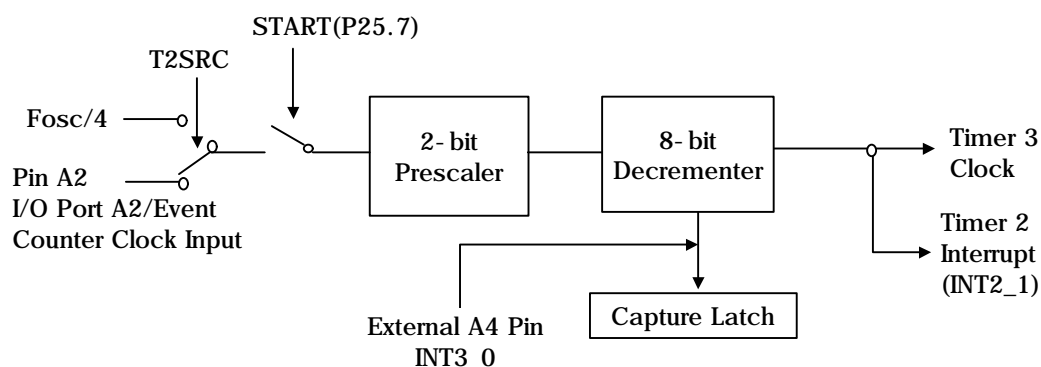 START(P25.7)
T2SRC
Fosc/4
Pin A2
I/O Port A2/Event
Counter Clock Input
2-bit
Prescaler
8-bit
Decrementer
Timer 3
Clock
Timer 2
Interrupt
(INT2_1)
External A4 Pin
INT3 0
Capture Latch